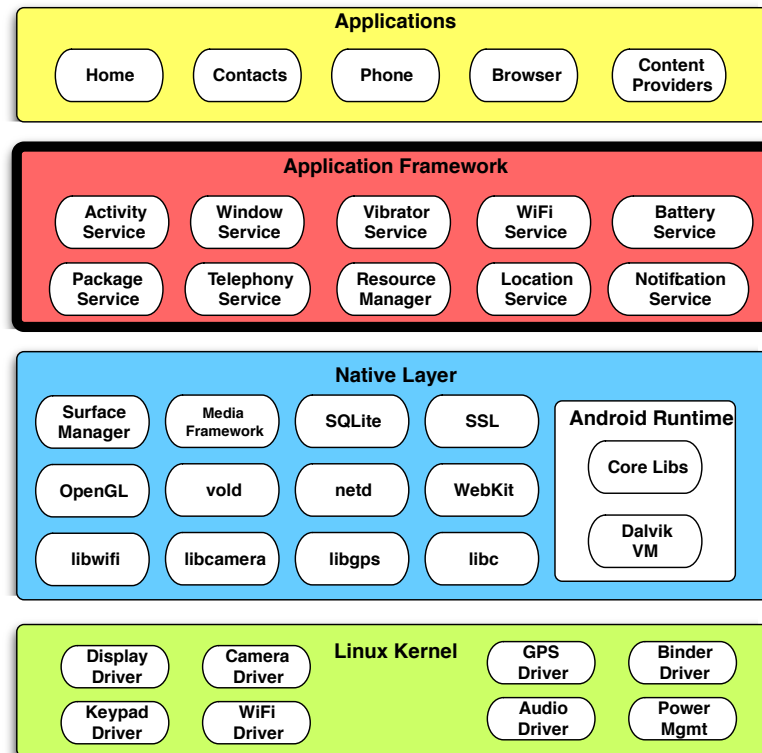 Applications
Home
Contacts
Phone
Browser
Content
Providers
Application Framework
Activity
Service
Window
Service
Vibrator
Service
WiFi
Service
Battery
Service
Package
Service
Telephony
Service
Resource
Manager
Location
Service
Notification
Service
Native Layer
Surface
Manager
Media
Framework
SQLite
SSL
OpenGL
vold
netd
WebKit
libwifi
libcamera
libgps
libc
Android Runtime
Core Libs
Dalvik
VM
Linux Kernel
Display
Driver
Camera
Driver
GPS
Driver
Binder
Driver
Keypad
Driver
WiFi
Driver
Audio
Driver
Power
Mgmt